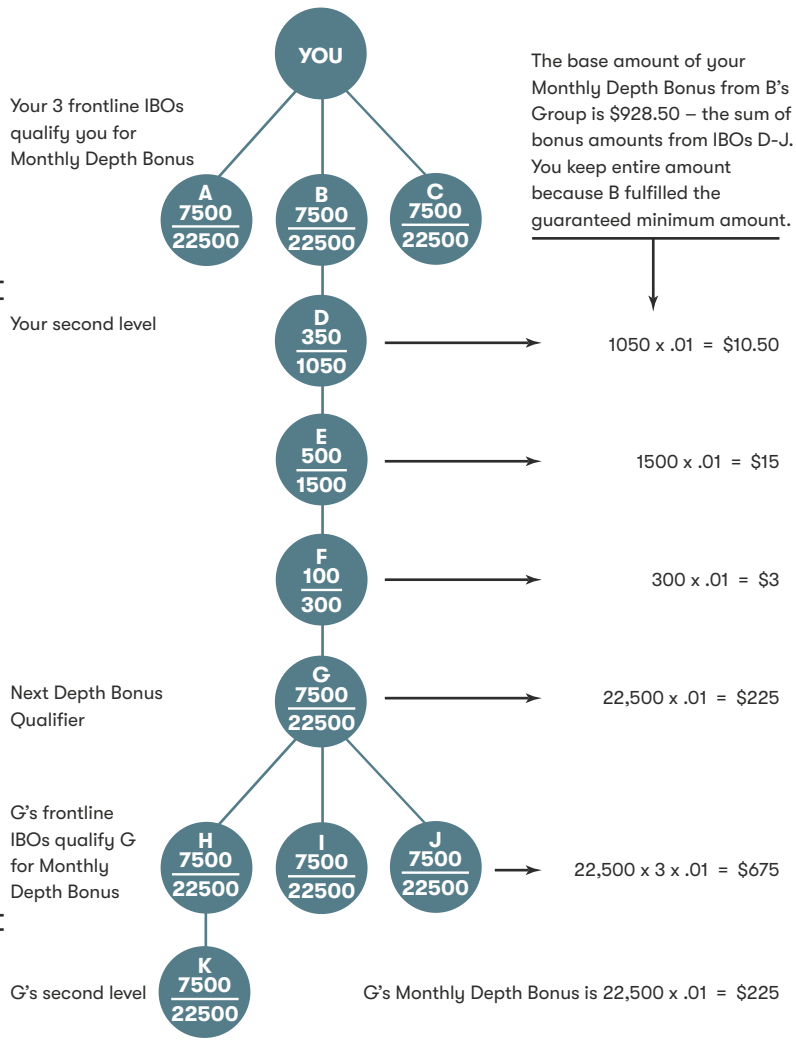 YOU
Your 3 frontline IBOs
qualify you for
Monthly Depth Bonus
The base amount of your
Monthly Depth Bonus from B's
Group is $928.50 – the sum of
bonus amounts from IBOs D-J.
You keep entire amount
because B fulfilled the
guaranteed minimum amount.
A
7500
22500
B
7500
22500
C
7500
22500
Your second level
D
350
1050
1050 x .01 = $10.50
E
500
1500
1500 x .01 = $15
F
100
300
300 x .01 = $3
Next Depth Bonus
Qualifier
G
7500
22500
22,500 x .01 = $225
G's frontline
IBOs qualify G
for Monthly
Depth Bonus
H
7500
22500
I
7500
22500
J
7500
22500
22,500 x 3 x .01 = $675
G's second level
K
7500
22500
G's Monthly Depth Bonus is 22,500 x .01 = $225